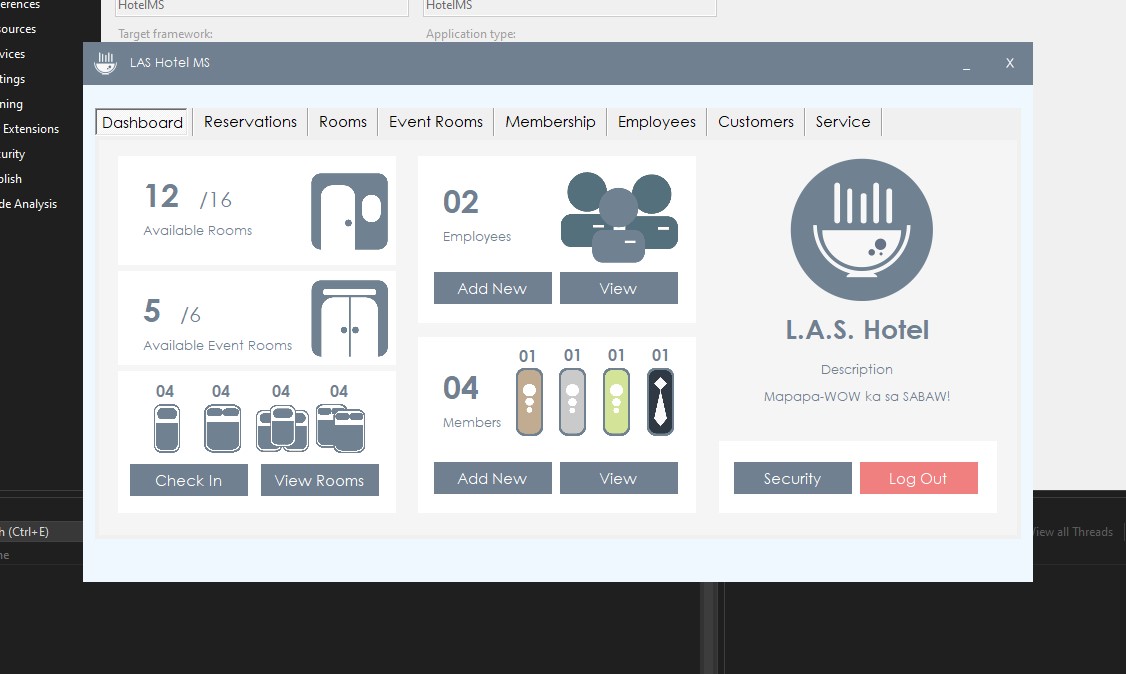 erences
HotelMS
HotelMS
ources
Target framework:
Application type:
vices
LAS Hotel MS
_
X
tings
ning
Extensions
curity
blish
de Analysis
Dashboard
Reservations
Rooms
Event Rooms
Membership
Employees
Customers
Service
12 /16
Available Rooms
5 /6
Available Event Rooms
04 04 04 04
Check In
View Rooms
02
Employees
Add New
View
01 01 01 01
04
Members
Add New
View
L.A.S. Hotel
Description
Mapapa-WOW ka sa SABAW!
Security
Log Out
h (Ctrl+E)
ne
View all Threads